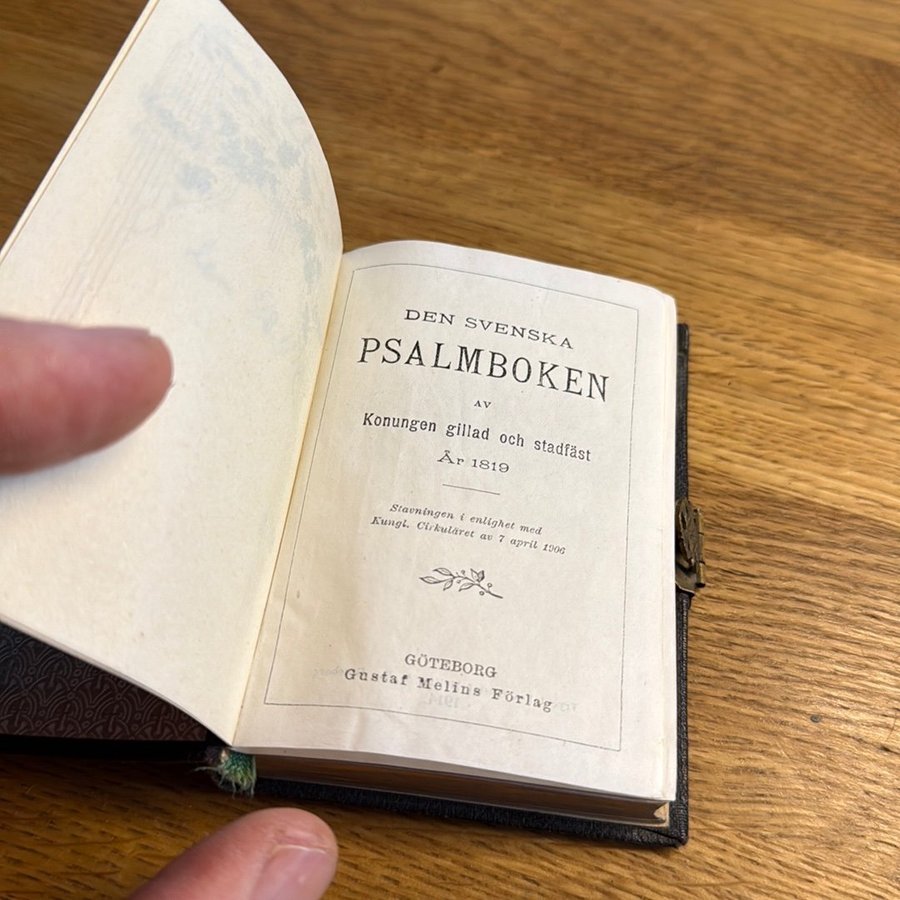 DEN SVENSKA
PSALMBOKEN
AV
Konungen gillad och stadfäst
År 1819
Stavningen i enlighet med
Kungl. Cirkuläret av 7 april 1906
GÖTEBORG
Gustaf Melins Förlag